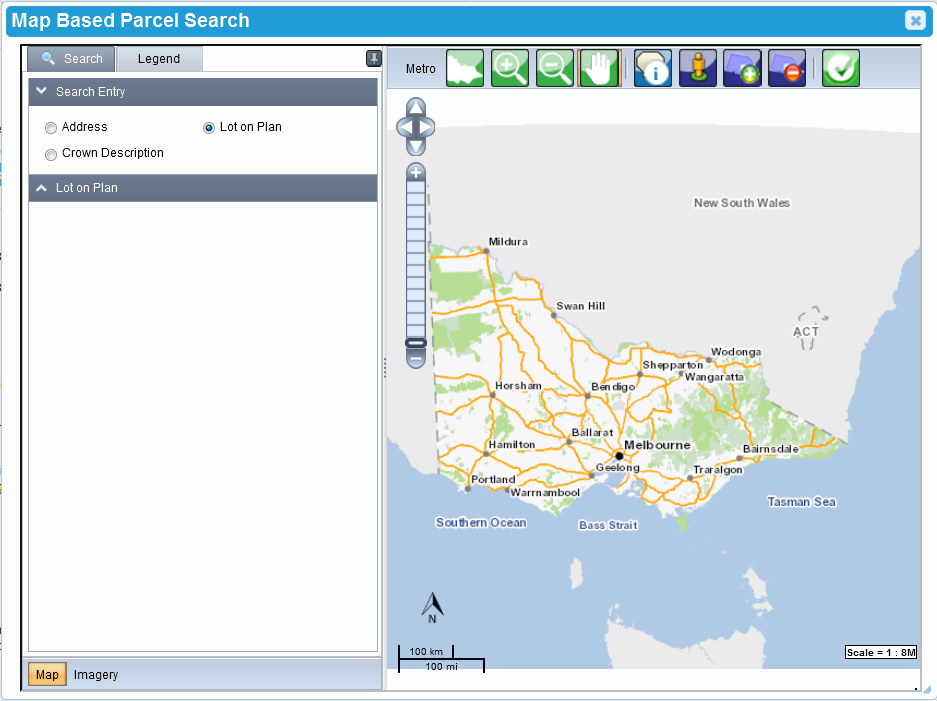 Map Based Parcel Search
Search
Legend
Metro
Search Entry
Address
Lot on Plan
Crown Description
Lot on Plan
New South Wales
Mildura
Swan Hill
ACT
Wodonga
Shepparton
Wangaratta
Horsham
Bendigo
Ballarat
Hamilton
Melbourne
Bairnsdale
Geelong
Traralgon
Portland
Warrnambool
Tasman Sea
Southern Ocean
Bass Strait
N
100 km
100 mi
Scale = 1 : 8M
Map
Imagery